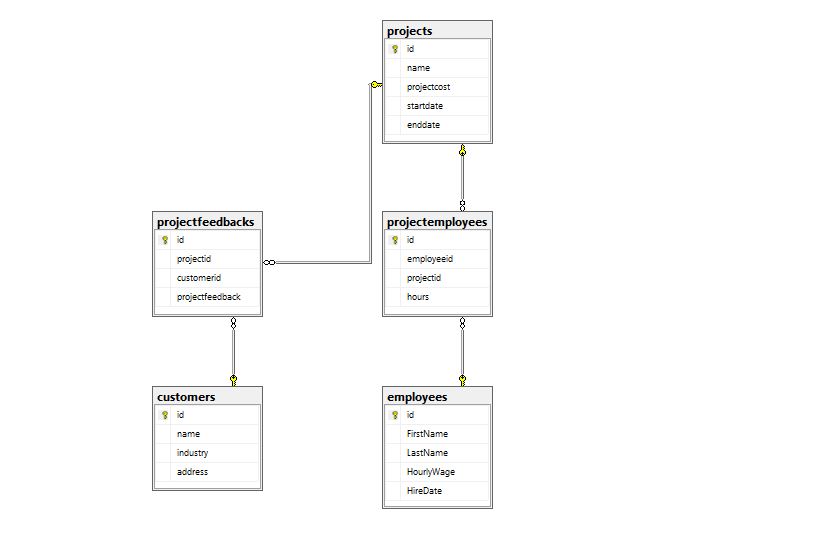 projects
id
name
projectcost
startdate
enddate
projectfeedbacks
id
projectid
customerid
projectfeedback
projectemployees
id
employeeid
projectid
hours
customers
id
name
industry
address
employees
id
FirstName
LastName
HourlyWage
HireDate